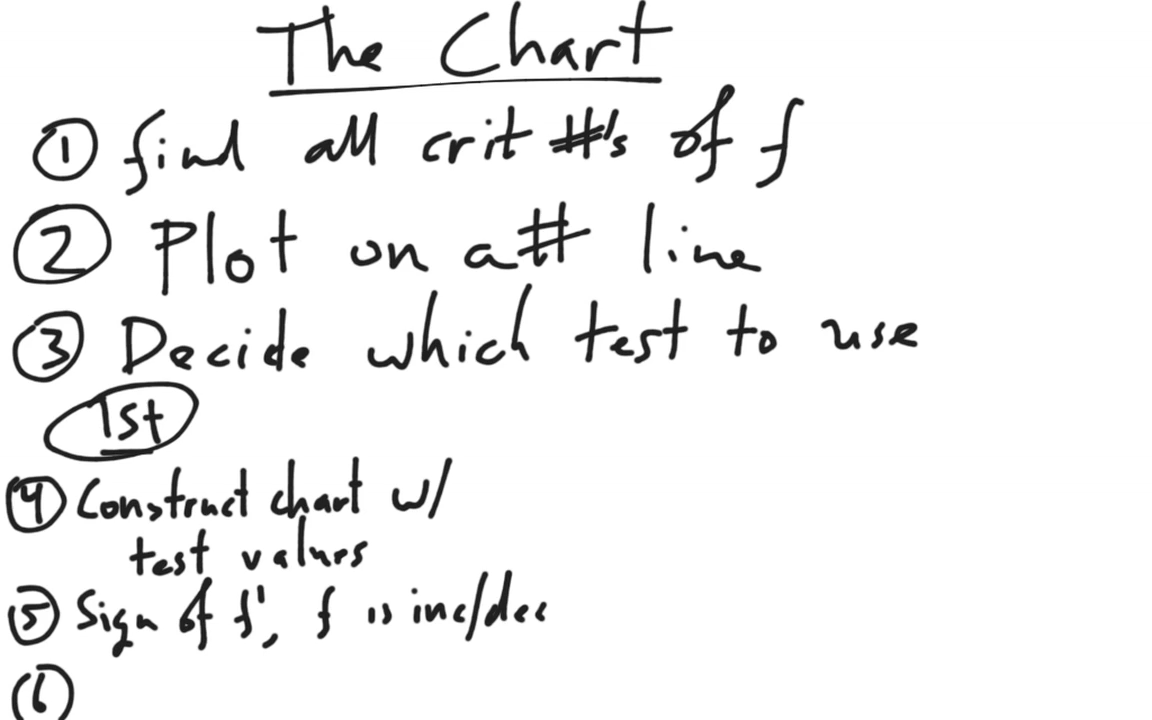 The Chart
① find all crit #'s of f
② Plot on a # line
③ Decide which test to use
1st
④ Construct chart w/
test values
⑤ Sign of f', f is inc/dec
⑥